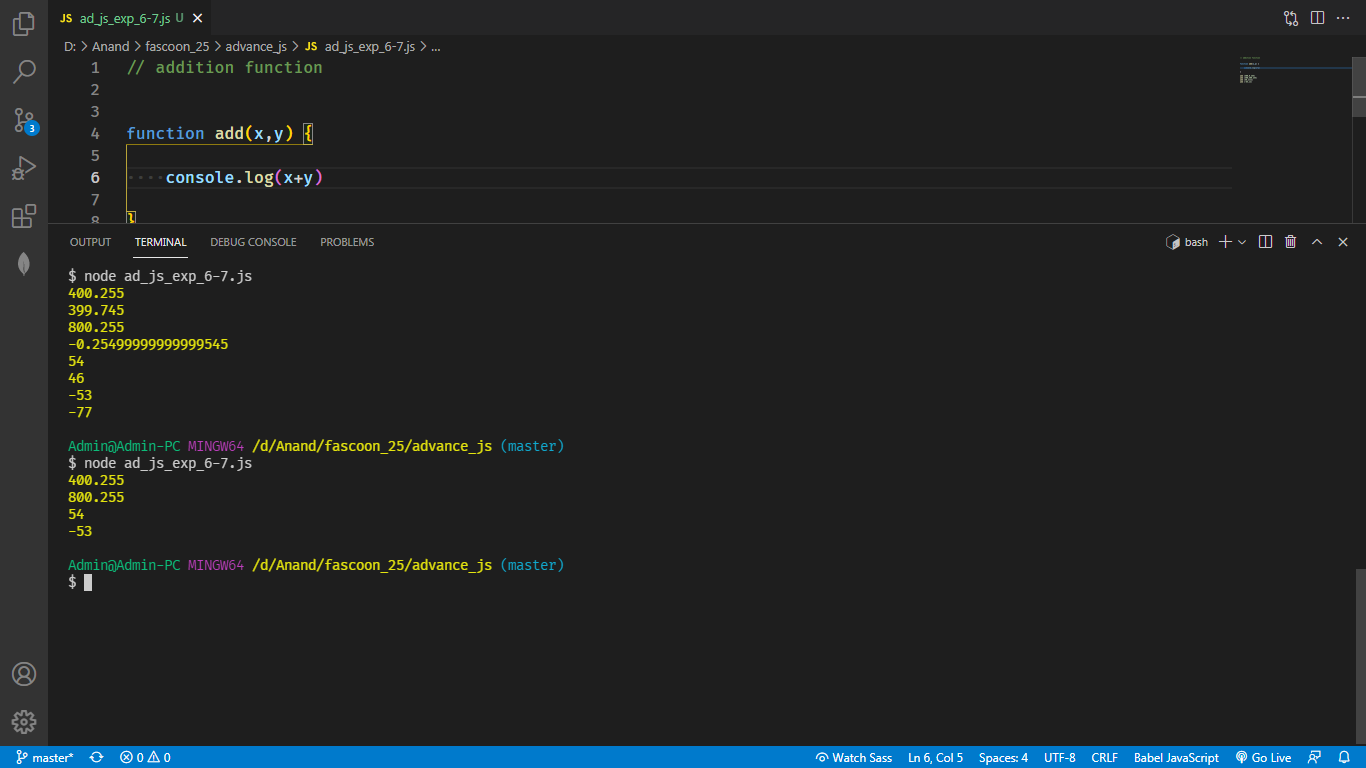 JS ad_js_exp_6-7.js U
D: > Anand > fascoon_25 > advance_js > JS ad_js_exp_6-7.js > ...
1 // addition function
2
3
4 function add(x,y) {
5
6 ····console.log(x+y)
7
8 }
3
OUTPUT TERMINAL DEBUG CONSOLE PROBLEMS bash
$ node ad_js_exp_6-7.js
400.255
399.745
800.255
-0.25499999999999545
54
46
-53
-77
Admin@Admin-PC MINGW64 /d/Anand/fascoon_25/advance_js (master)
$ node ad_js_exp_6-7.js
400.255
800.255
54
-53
Admin@Admin-PC MINGW64 /d/Anand/fascoon_25/advance_js (master)
$
master* 0 0 Watch Sass Ln 6, Col 5 Spaces: 4 UTF-8 CRLF Babel JavaScript Go Live